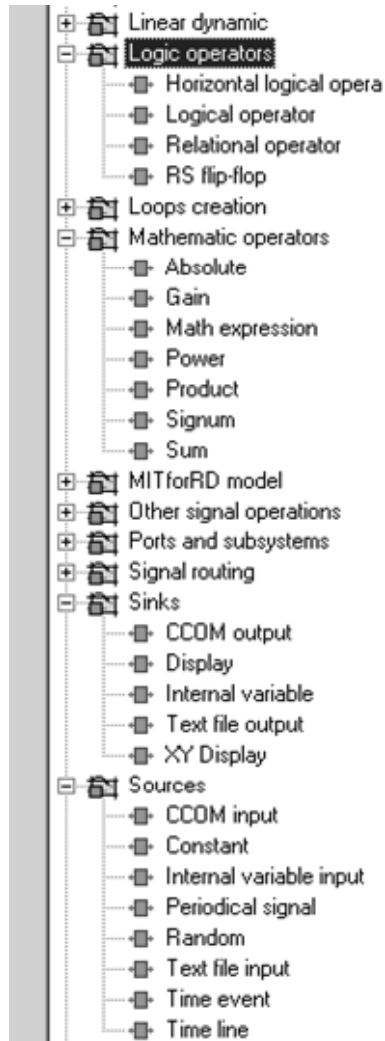 Linear dynamic
Logic operators
Horizontal logical opera
Logical operator
Relational operator
RS flip-flop
Loops creation
Mathematic operators
Absolute
Gain
Math expression
Power
Product
Signum
Sum
MITforRD model
Other signal operations
Ports and subsystems
Signal routing
Sinks
CCOM output
Display
Internal variable
Text file output
XY Display
Sources
CCOM input
Constant
Internal variable input
Periodical signal
Random
Text file input
Time event
Time line